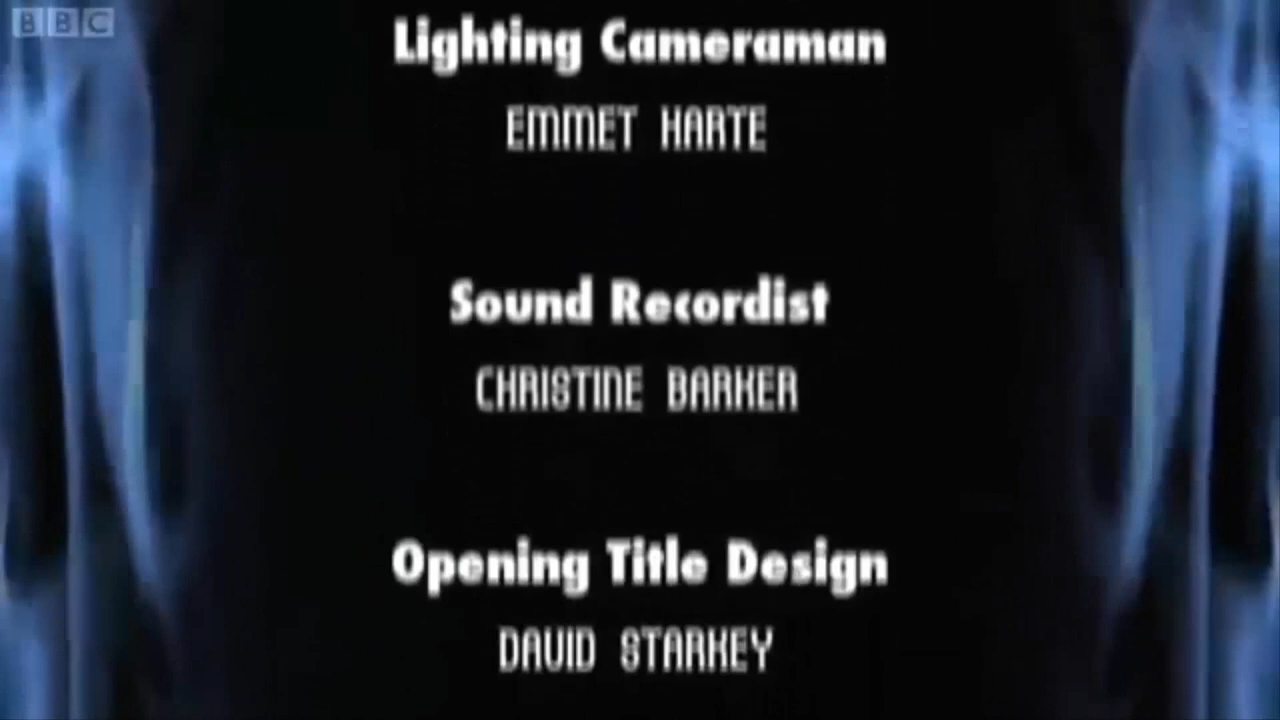 BBC
Lighting Cameraman
EMMET HARTE
Sound Recordist
CHRISTINE BARKER
Opening Title Design
DAVID STARKEY